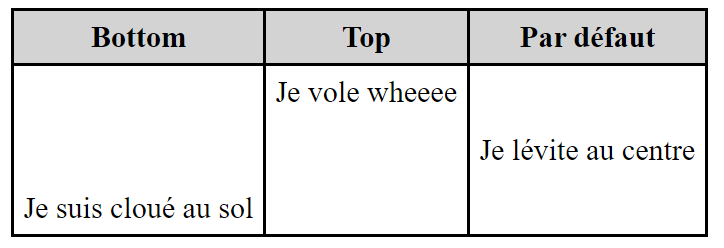 Bottom Top Par défaut
Je vole wheeee
Je lévite au centre
Je suis cloué au sol